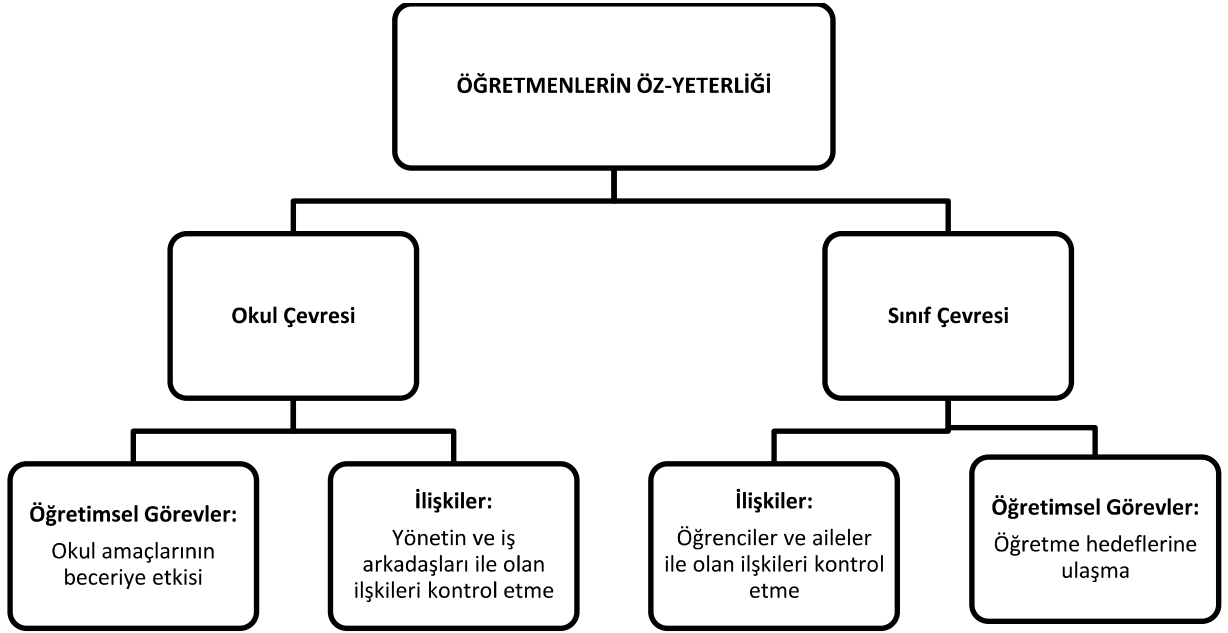 ÖĞRETMENLERİN ÖZ-YETERLİĞİ
Okul Çevresi
Sınıf Çevresi
Öğretimsel Görevler:
Okul amaçlarının
beceriye etkisi
İlişkiler:
Yönetin ve iş
arkadaşları ile olan
ilşkileri kontrol etme
İlişkiler:
Öğrenciler ve aileler
ile olan ilişkileri kontrol
etme
Öğretimsel Görevler:
Öğretme hedeflerine
ulaşma